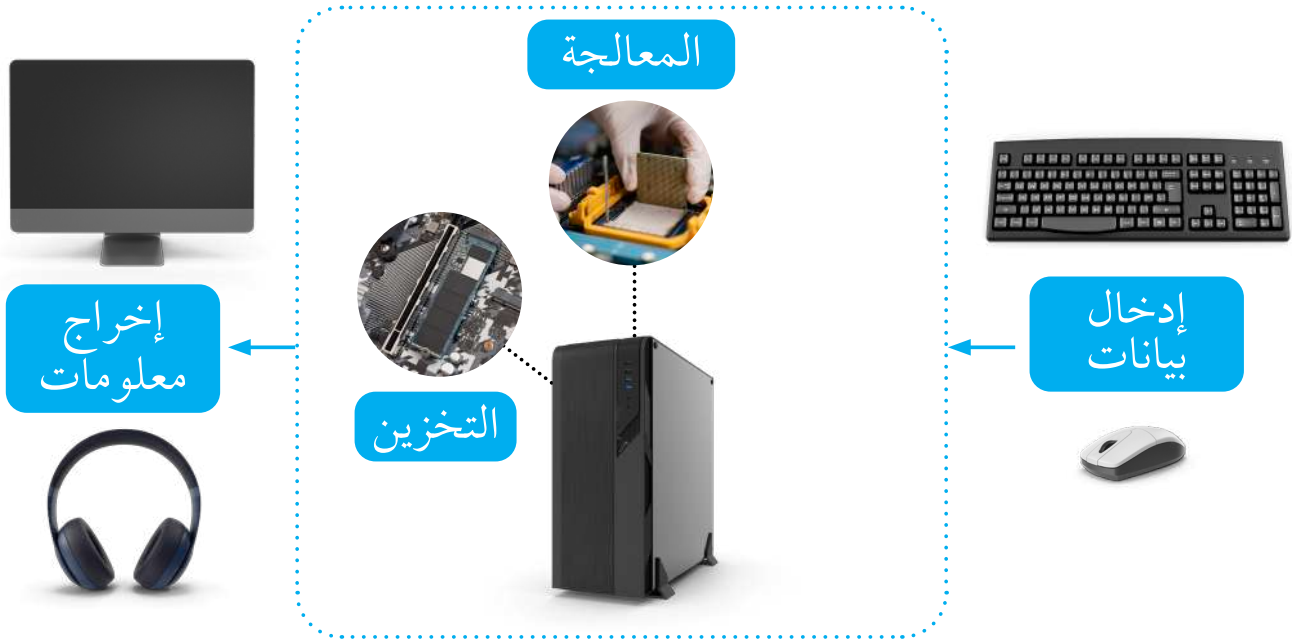 المعالجة
إدخال
بيانات
التخزين
إخراج
معلومات